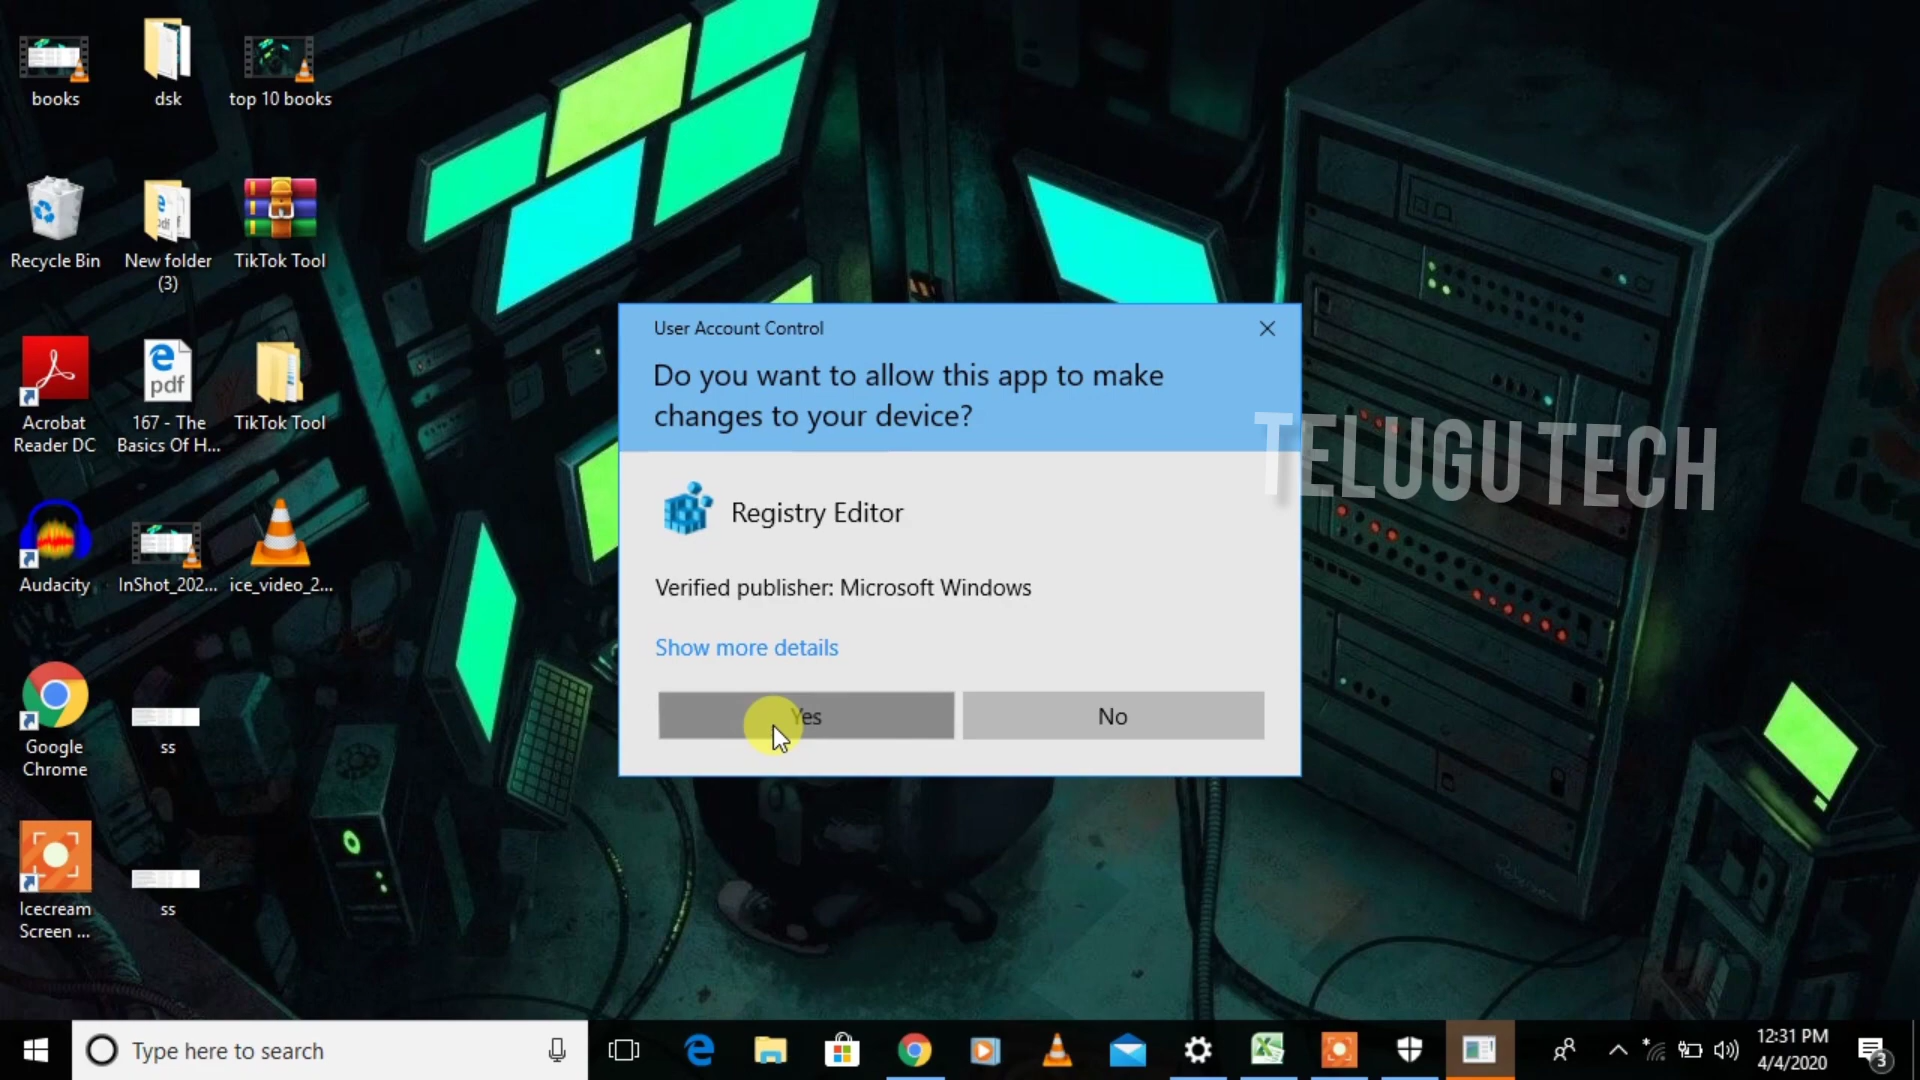 books
dsk
top 10 books
Recycle Bin
New folder
(3)
TikTok Tool
Acrobat
Reader DC
pdf
167 - The
Basics Of H...
TikTok Tool
Audacity
InShot_202...
ice_video_2...
Google
Chrome
ss
Icecream
Screen ...
ss
User Account Control
Do you want to allow this app to make
changes to your device?
Registry Editor
Verified publisher: Microsoft Windows
Show more details
Yes
No
TELUGU TECH
Type here to search
12:31 PM
4/4/2020
3